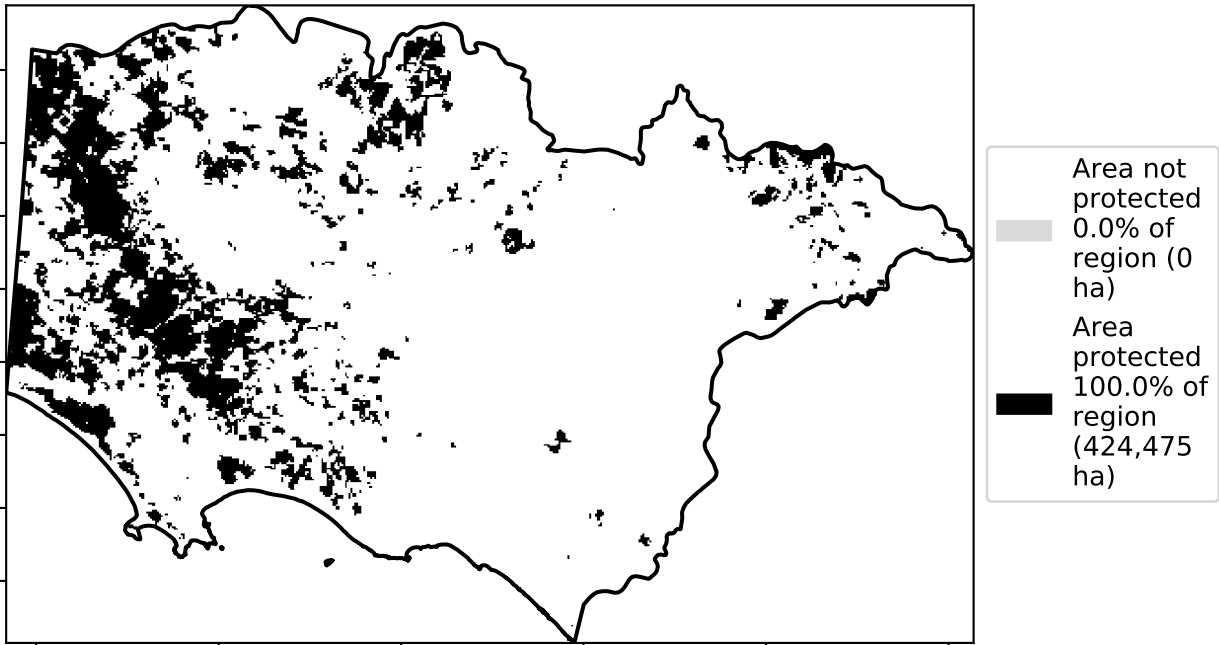 Area not
protected
0.0% of
region (0
ha)
Area
protected
100.0% of
region
(424,475
ha)